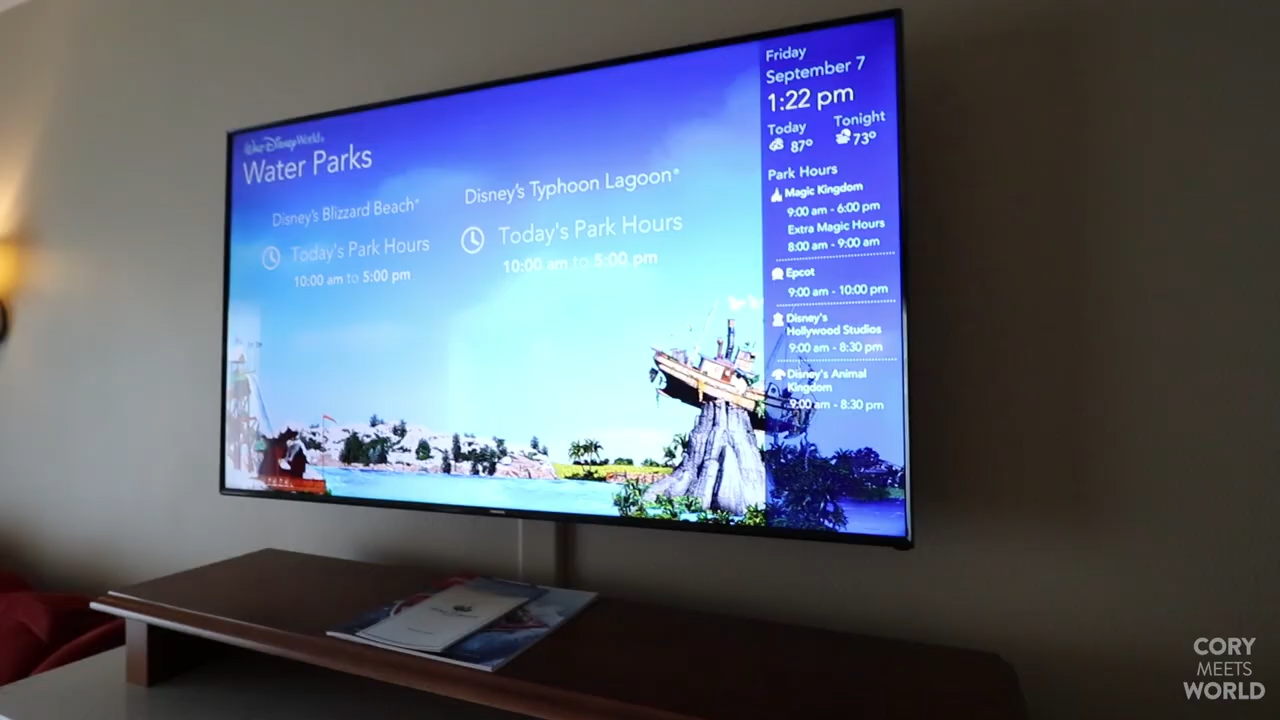 Walt Disney World®
Water Parks
Disney's Blizzard Beach®
Today's Park Hours
10:00 am to 5:00 pm
Disney's Typhoon Lagoon®
Today's Park Hours
10:00 am to 5:00 pm
Friday
September 7
1:22 pm
Today
87°
Tonight
73°
Park Hours
Magic Kingdom
9:00 am - 6:00 pm
Extra Magic Hours
8:00 am - 9:00 am
Epcot
9:00 am - 10:00 pm
Disney's
Hollywood Studios
9:00 am - 8:30 pm
Disney's Animal
Kingdom
9:00 am - 8:30 pm
CORY
MEETS
WORLD